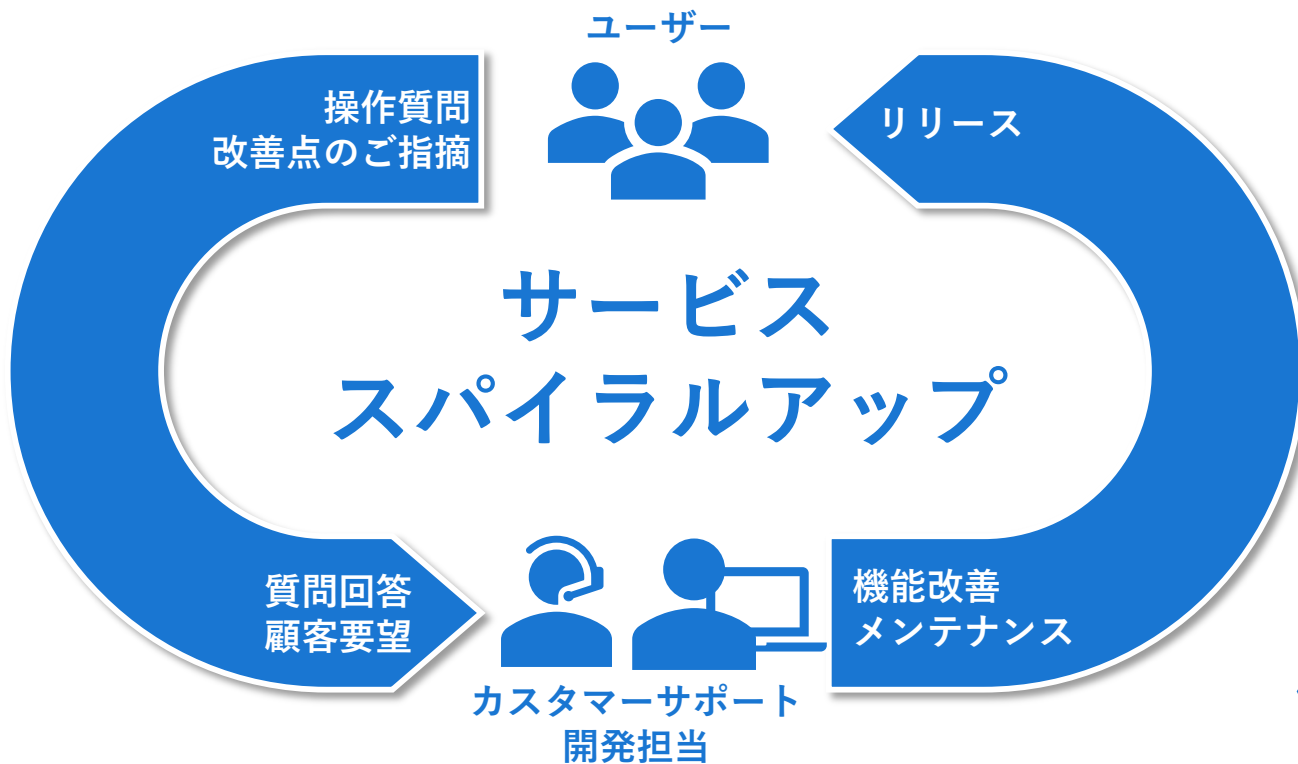 ユーザー
操作質問
改善点のご指摘
リリース
サービス
スパイラルアップ
質問回答
顧客要望
機能改善
メンテナンス
カスタマーサポート
開発担当